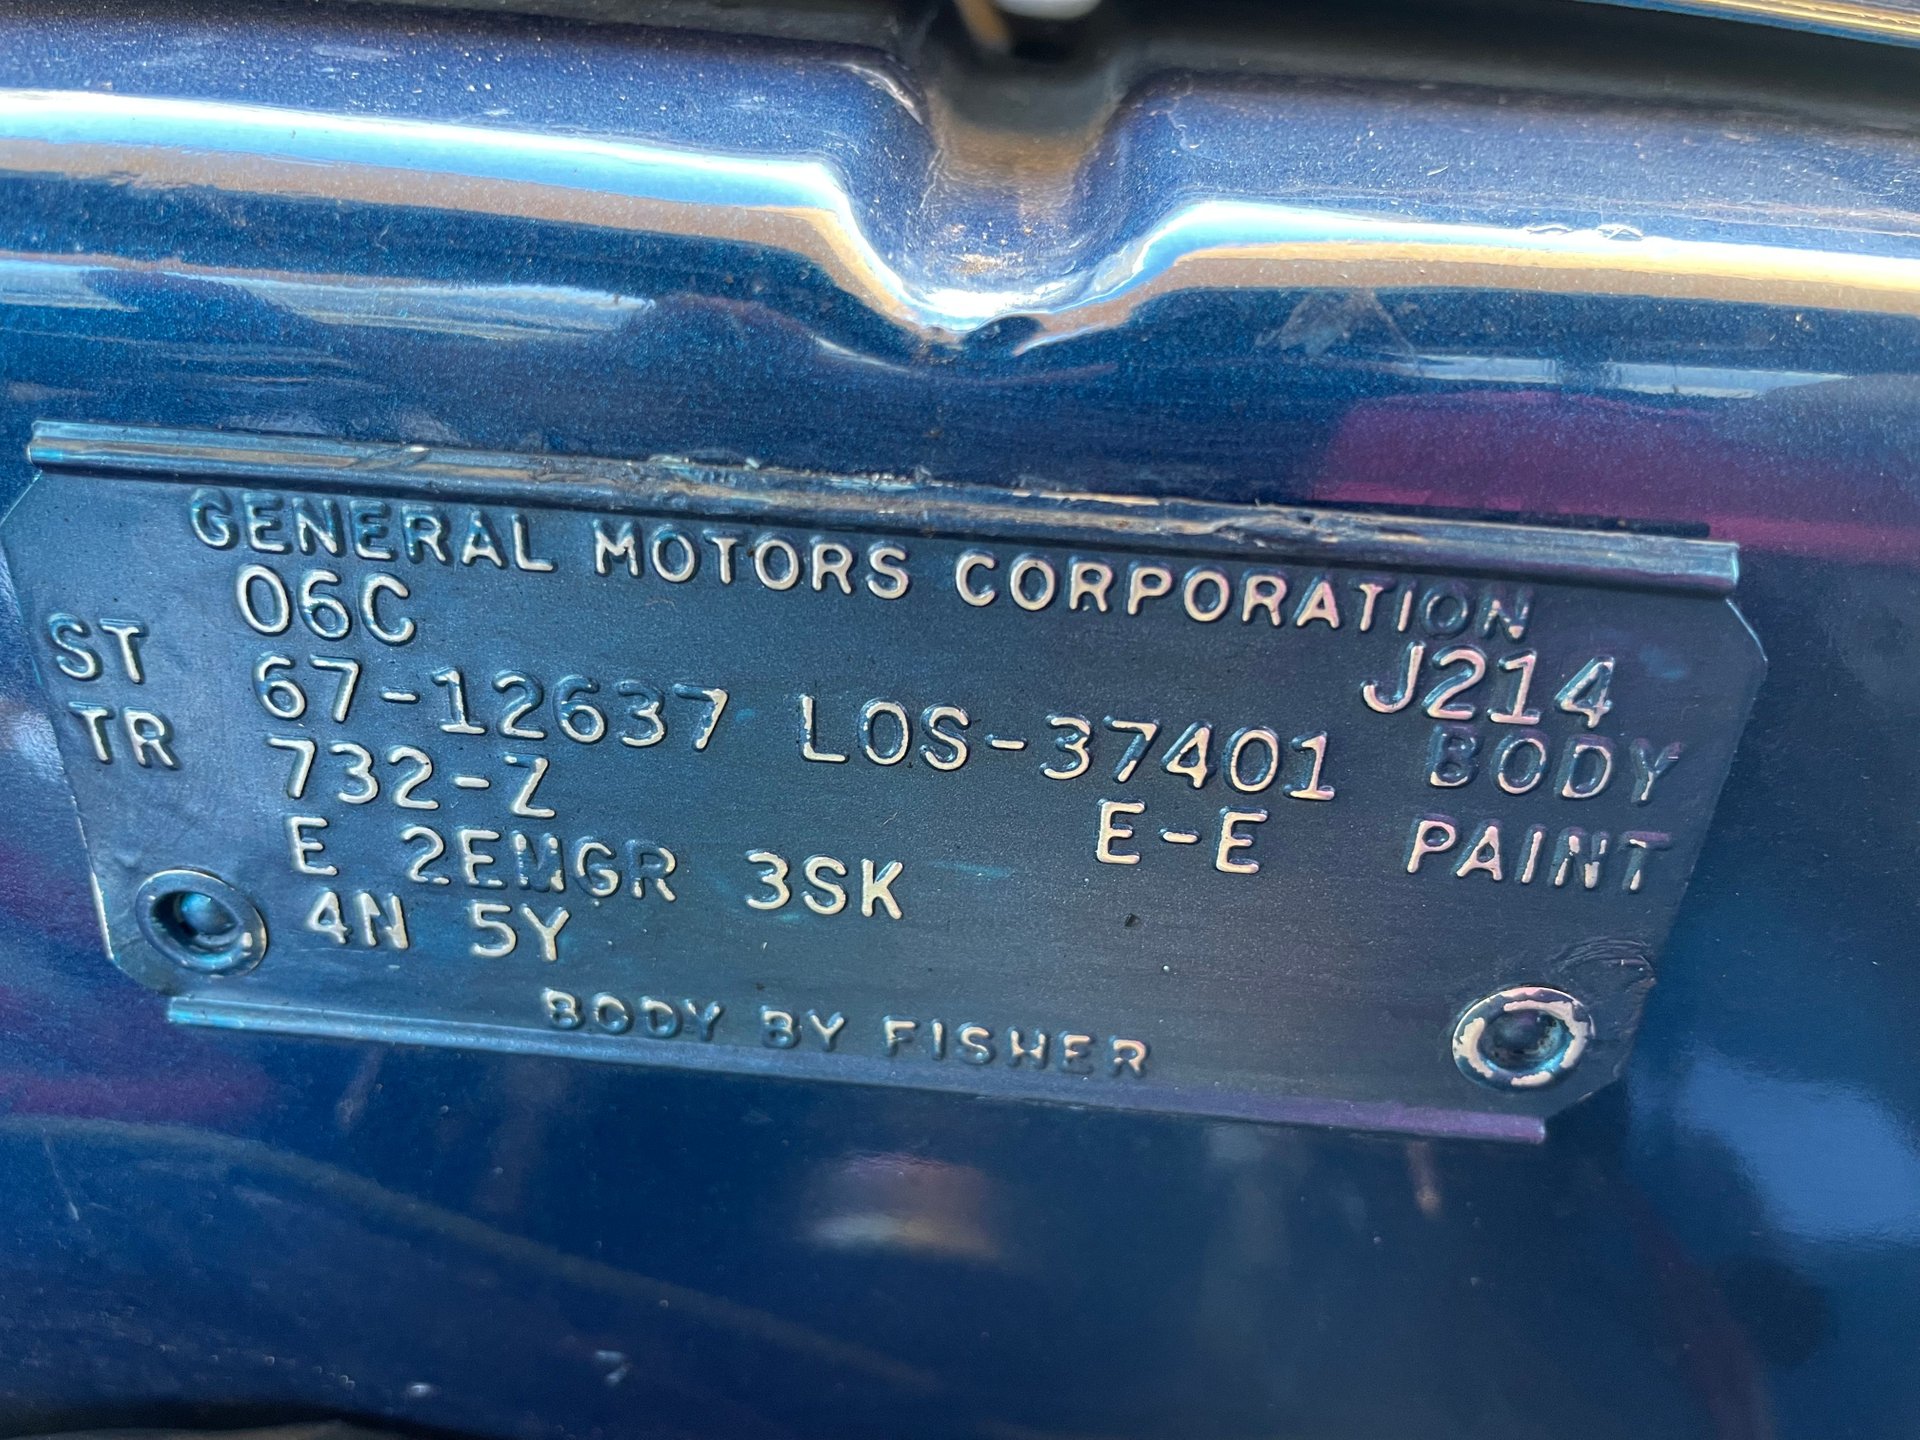 GENERAL MOTORS CORPORATION
06C J214
ST 67-12637 LOS-37401 BODY
TR 732-Z E-E PAINT
E 2EMGR 3SK
4N 5Y
BODY BY FISHER